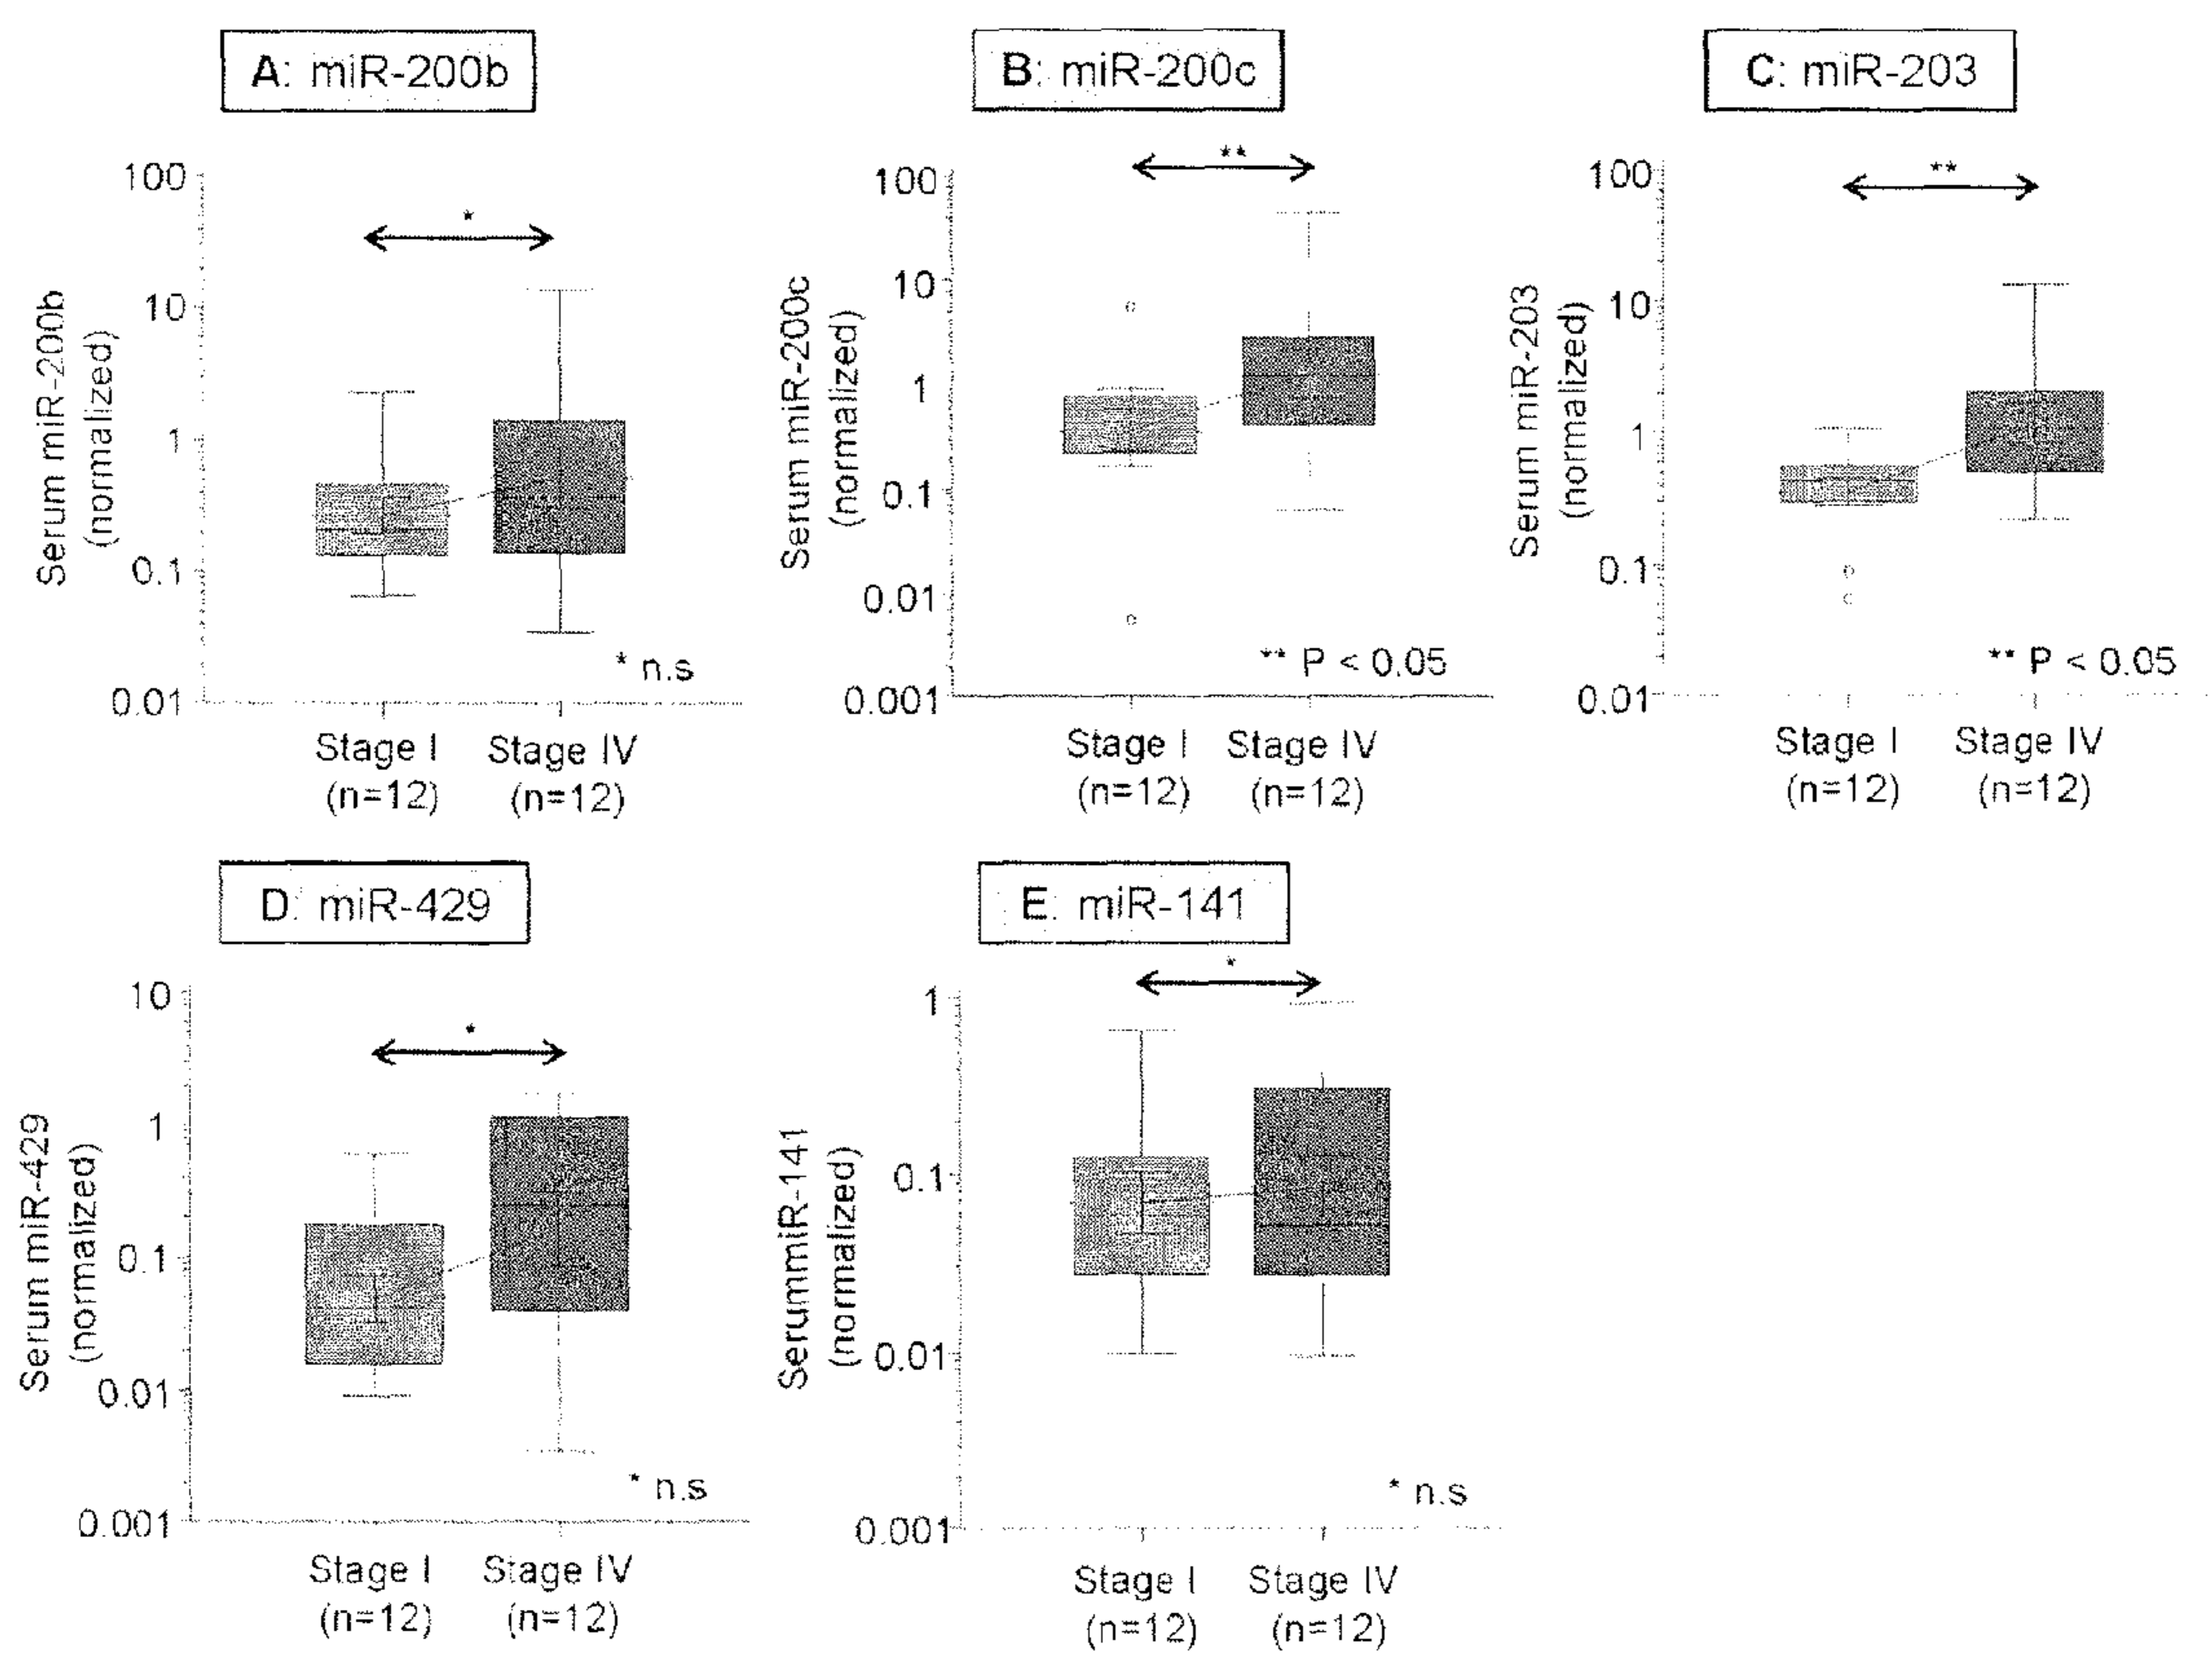 A: miR-200b
Serum miR-200b
(normalized)
100
10
1
0.1
0.01
*
* n.s
Stage I
(n=12)
Stage IV
(n=12)
B: miR-200c
Serum miR-200c
(normalized)
100
10
1
0.1
0.01
0.001
**
** P < 0.05
Stage I
(n=12)
Stage IV
(n=12)
C: miR-203
Serum miR-203
(normalized)
100
10
1
0.1
0.01
**
** P < 0.05
Stage I
(n=12)
Stage IV
(n=12)
D: miR-429
Serum miR-429
(normalized)
10
1
0.1
0.01
0.001
*
* n.s
Stage I
(n=12)
Stage IV
(n=12)
E: miR-141
SerummiR-141
(normalized)
1
0.1
0.01
0.001
*
* n.s
Stage I
(n=12)
Stage IV
(n=12)